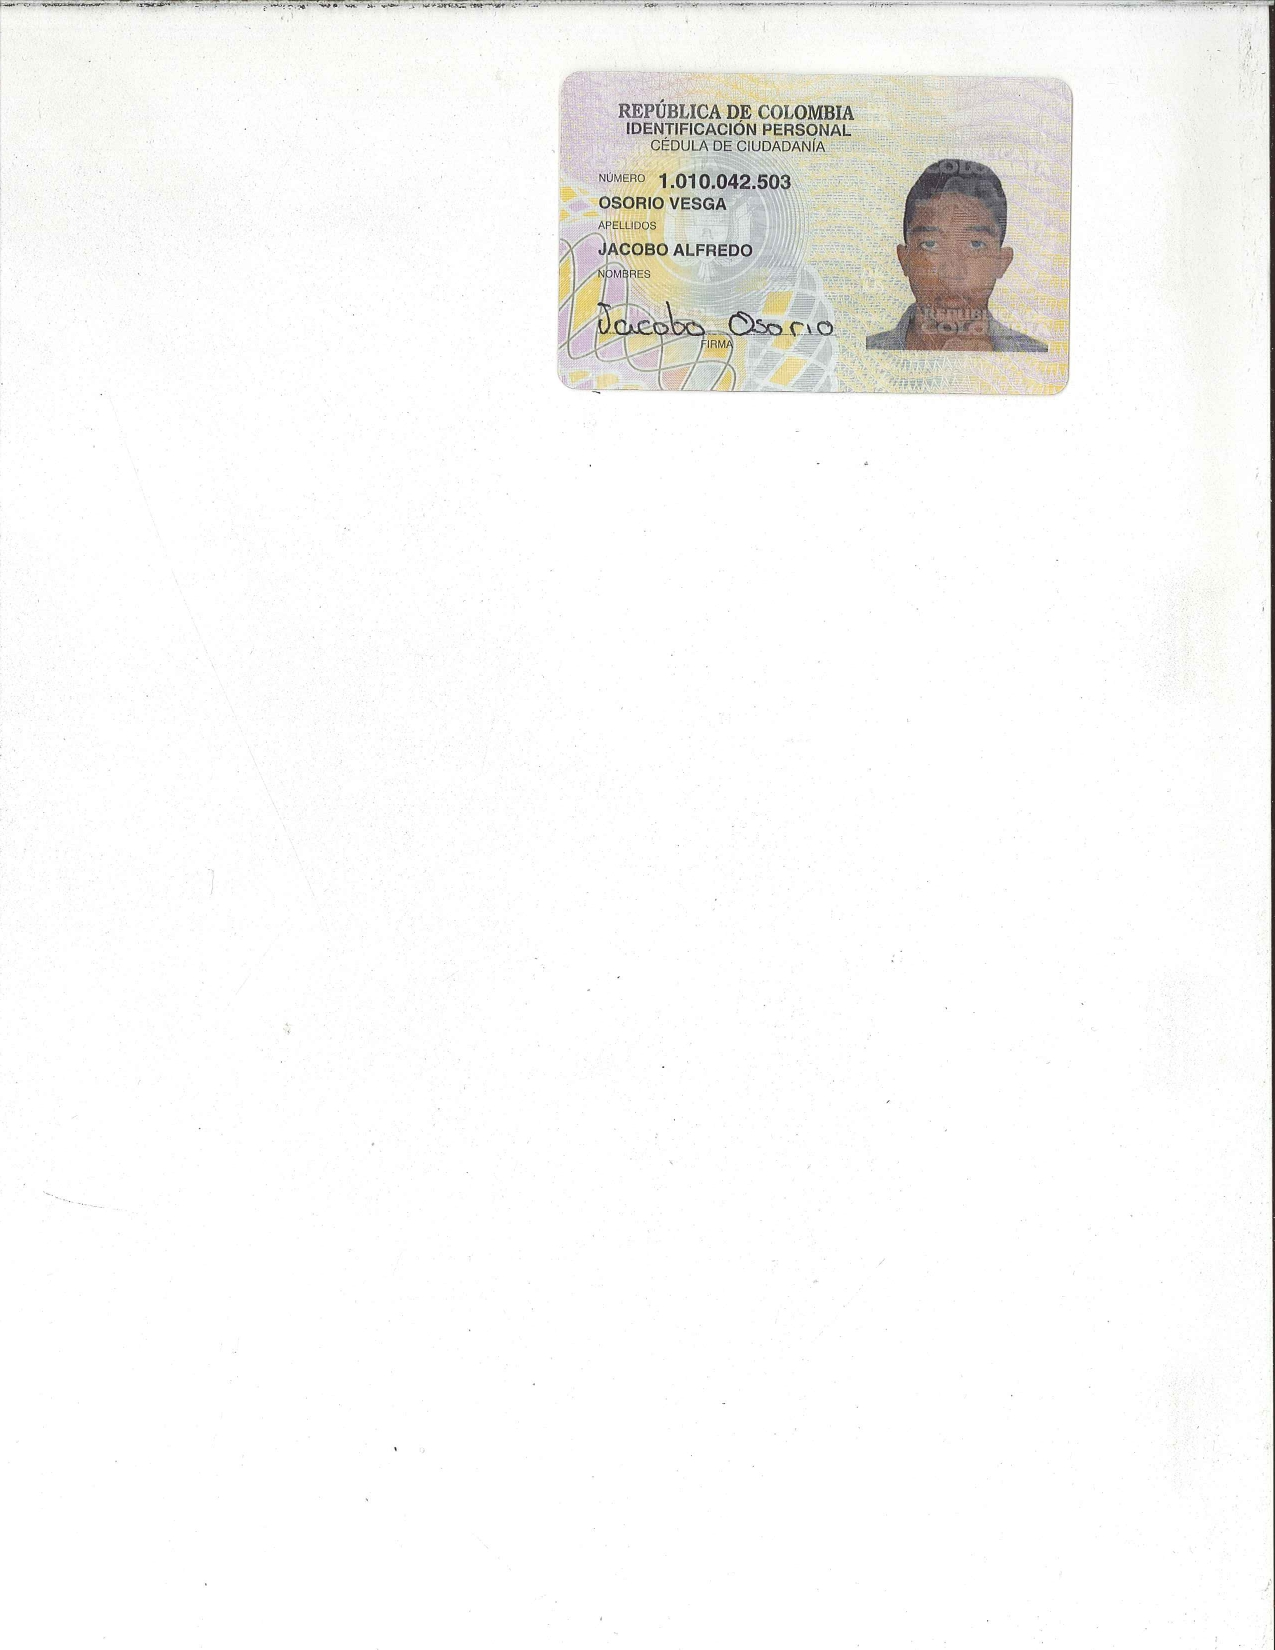 REPÚBLICA DE COLOMBIA
IDENTIFICACIÓN PERSONAL
CÉDULA DE CIUDADANÍA
NÚMERO 1.010.042.503
OSORIO VESGA
APELLIDOS
JACOBO ALFREDO
NOMBRES
Jacobo Osorio
FIRMA